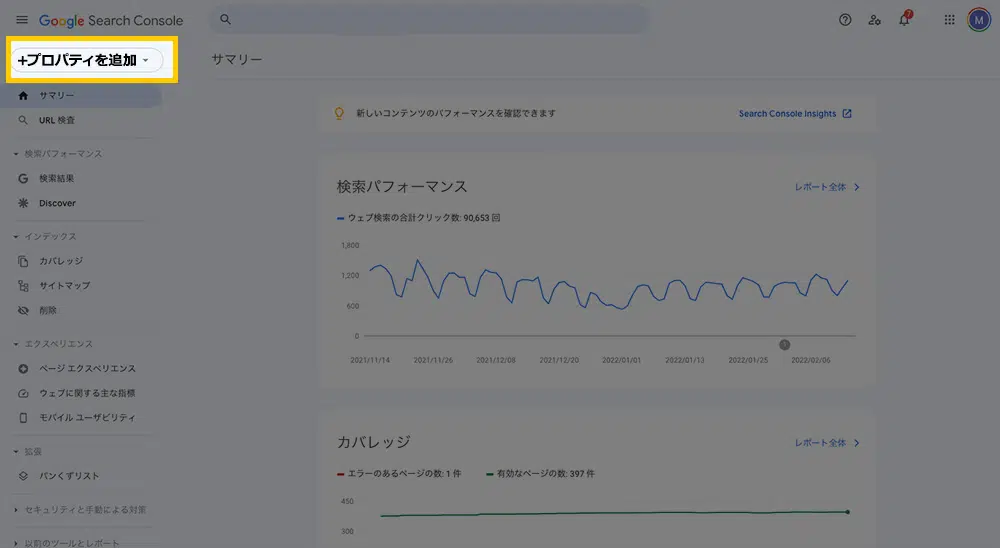 Google Search Console
7
M
+プロパティを追加
サマリー
サマリー
URL 検査
検索パフォーマンス
検索結果
Discover
インデックス
カバレッジ
サイトマップ
削除
エクスペリエンス
ページ エクスペリエンス
ウェブに関する主な指標
モバイル ユーザビリティ
拡張
パンくずリスト
セキュリティと手動による対策
以前のツールとレポート
新しいコンテンツのパフォーマンスを確認できます
Search Console Insights
検索パフォーマンス
レポート全体
ウェブ検索の合計クリック数: 90,653 回
1,800
1,200
600
0
1
2021/11/14 2021/11/26 2021/12/08 2021/12/20 2022/01/01 2022/01/13 2022/01/25 2022/02/06
カバレッジ
レポート全体
エラーのあるページの数: 1 件 有効なページの数: 397 件
450
300